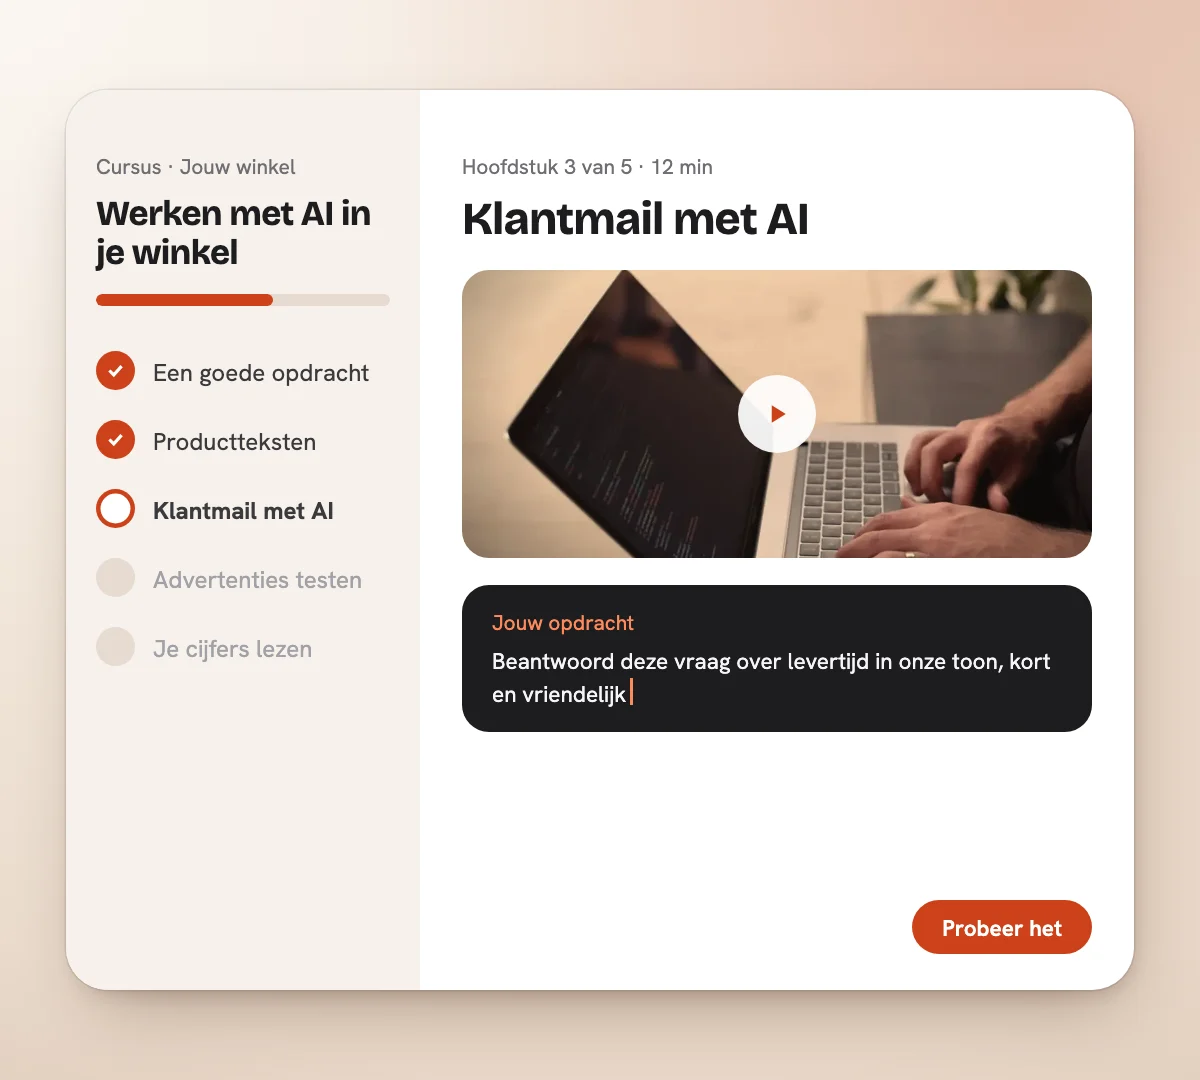 Cursus · Jouw winkel
Werken met AI in
je winkel
Een goede opdracht
Productteksten
Klantmail met AI
Advertenties testen
Je cijfers lezen
Hoofdstuk 3 van 5 · 12 min
Klantmail met AI
Jouw opdracht
Beantwoord deze vraag over levertijd in onze toon, kort
en vriendelijk
Probeer het